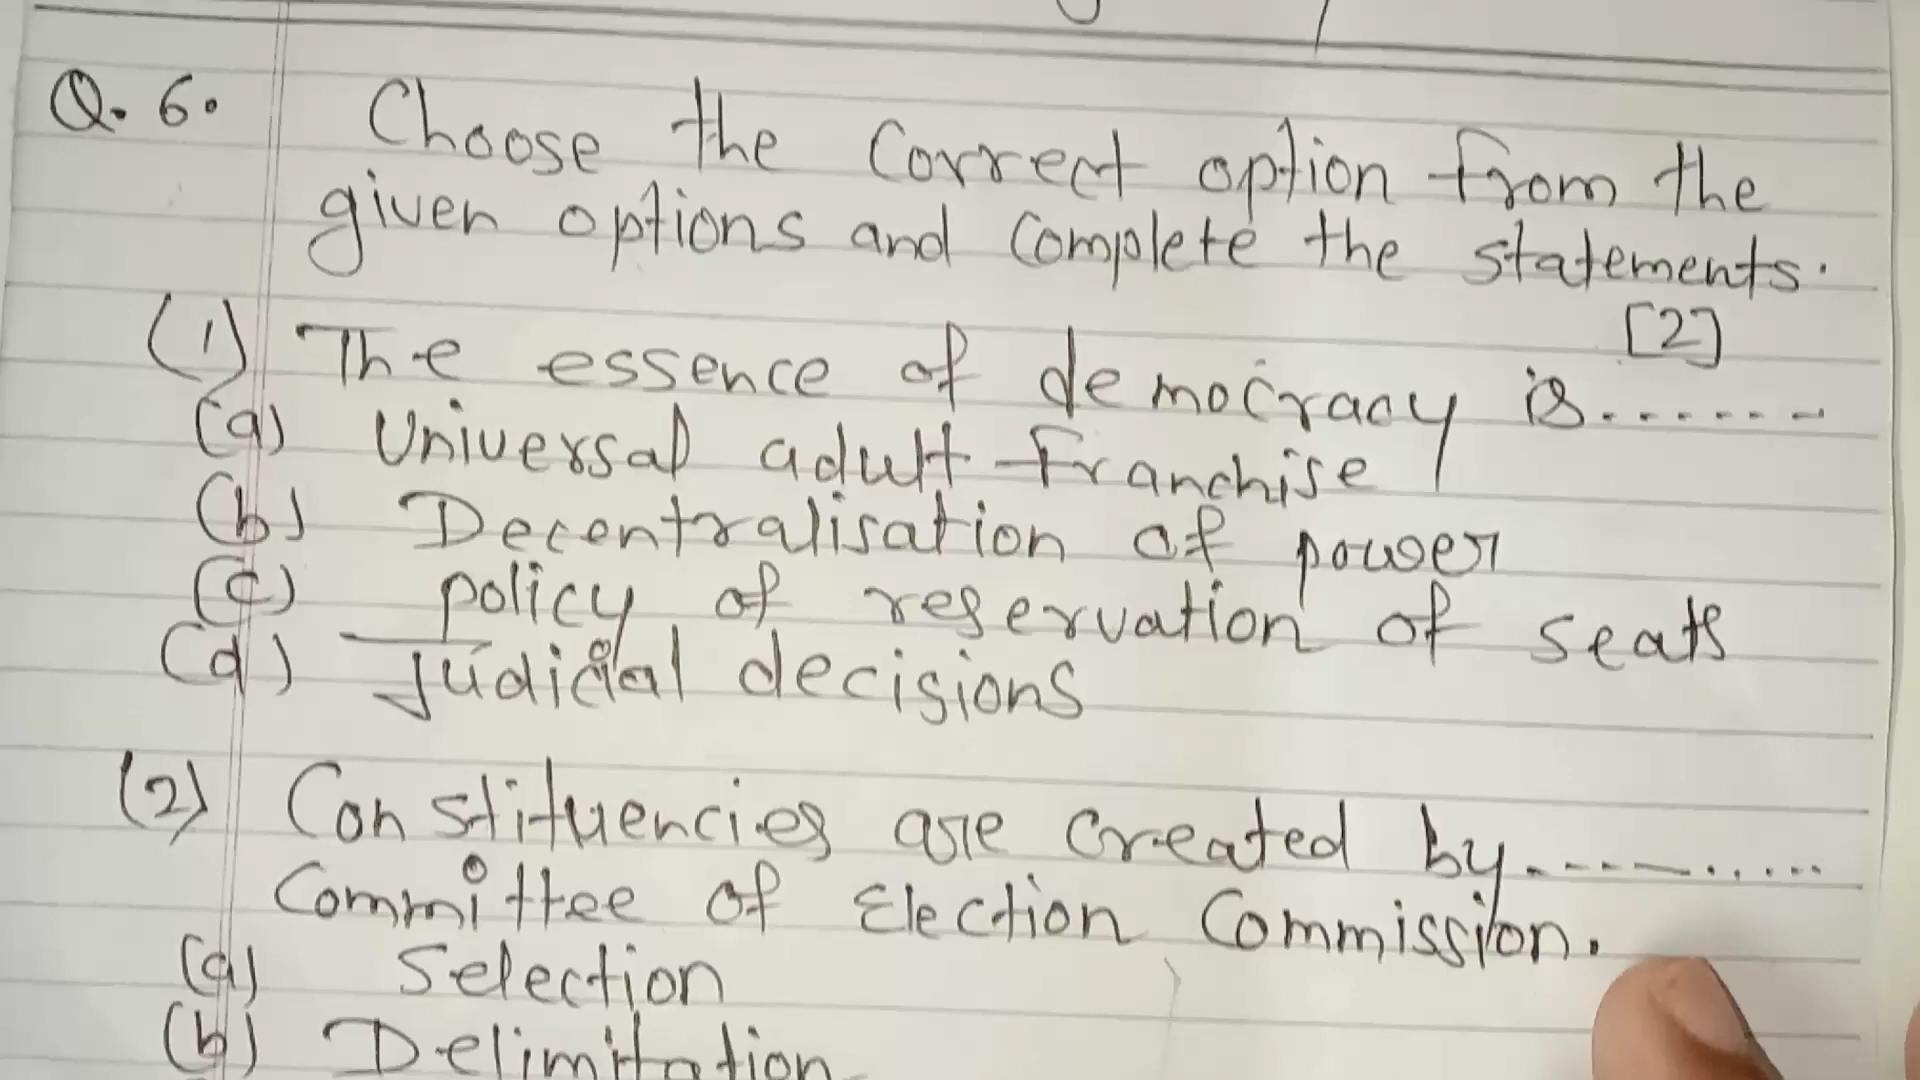 Q. 6. Choose the Correct option from the
given options and Complete the statements.
[2]
(1) The essence of democracy is.......
(a) Universal adult franchise
(b) Decentralisation of power
(c) policy of reservation of seats
(d) Judicial decisions
(2) Constituencies are created by..........
Committee of Election Commission.
(a) Selection
(b) Delimitation